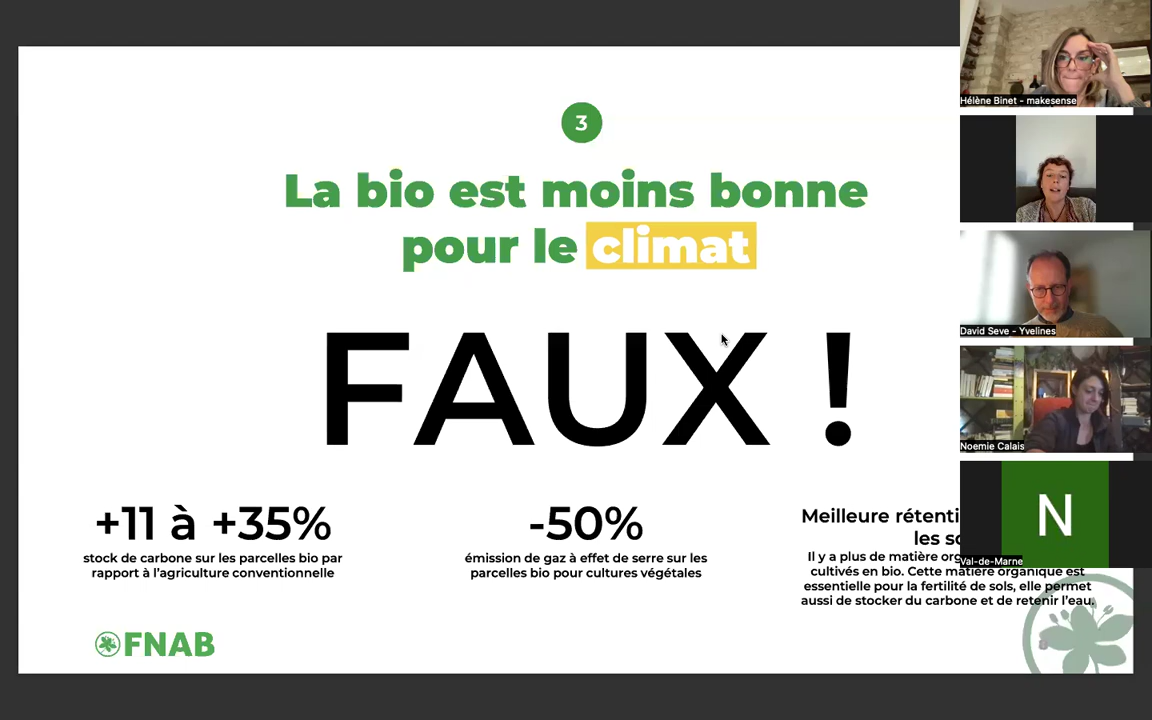 3
La bio est moins bonne
pour le climat
FAUX !
+11 à +35%
stock de carbone sur les parcelles bio par
rapport à l'agriculture conventionnelle
-50%
émission de gaz à effet de serre sur les
parcelles bio pour cultures végétales
Meilleure
les
Il y a plus de matière
cultivés en bio. Cette matière organique est
essentielle pour la fertilité de sols, elle permet
aussi de stocker du carbone et de retenir l'eau.
FNAB
Hélène Binet - makesense
David Seve - Yvelines
Noemie Calais
N
Val-de-Marne